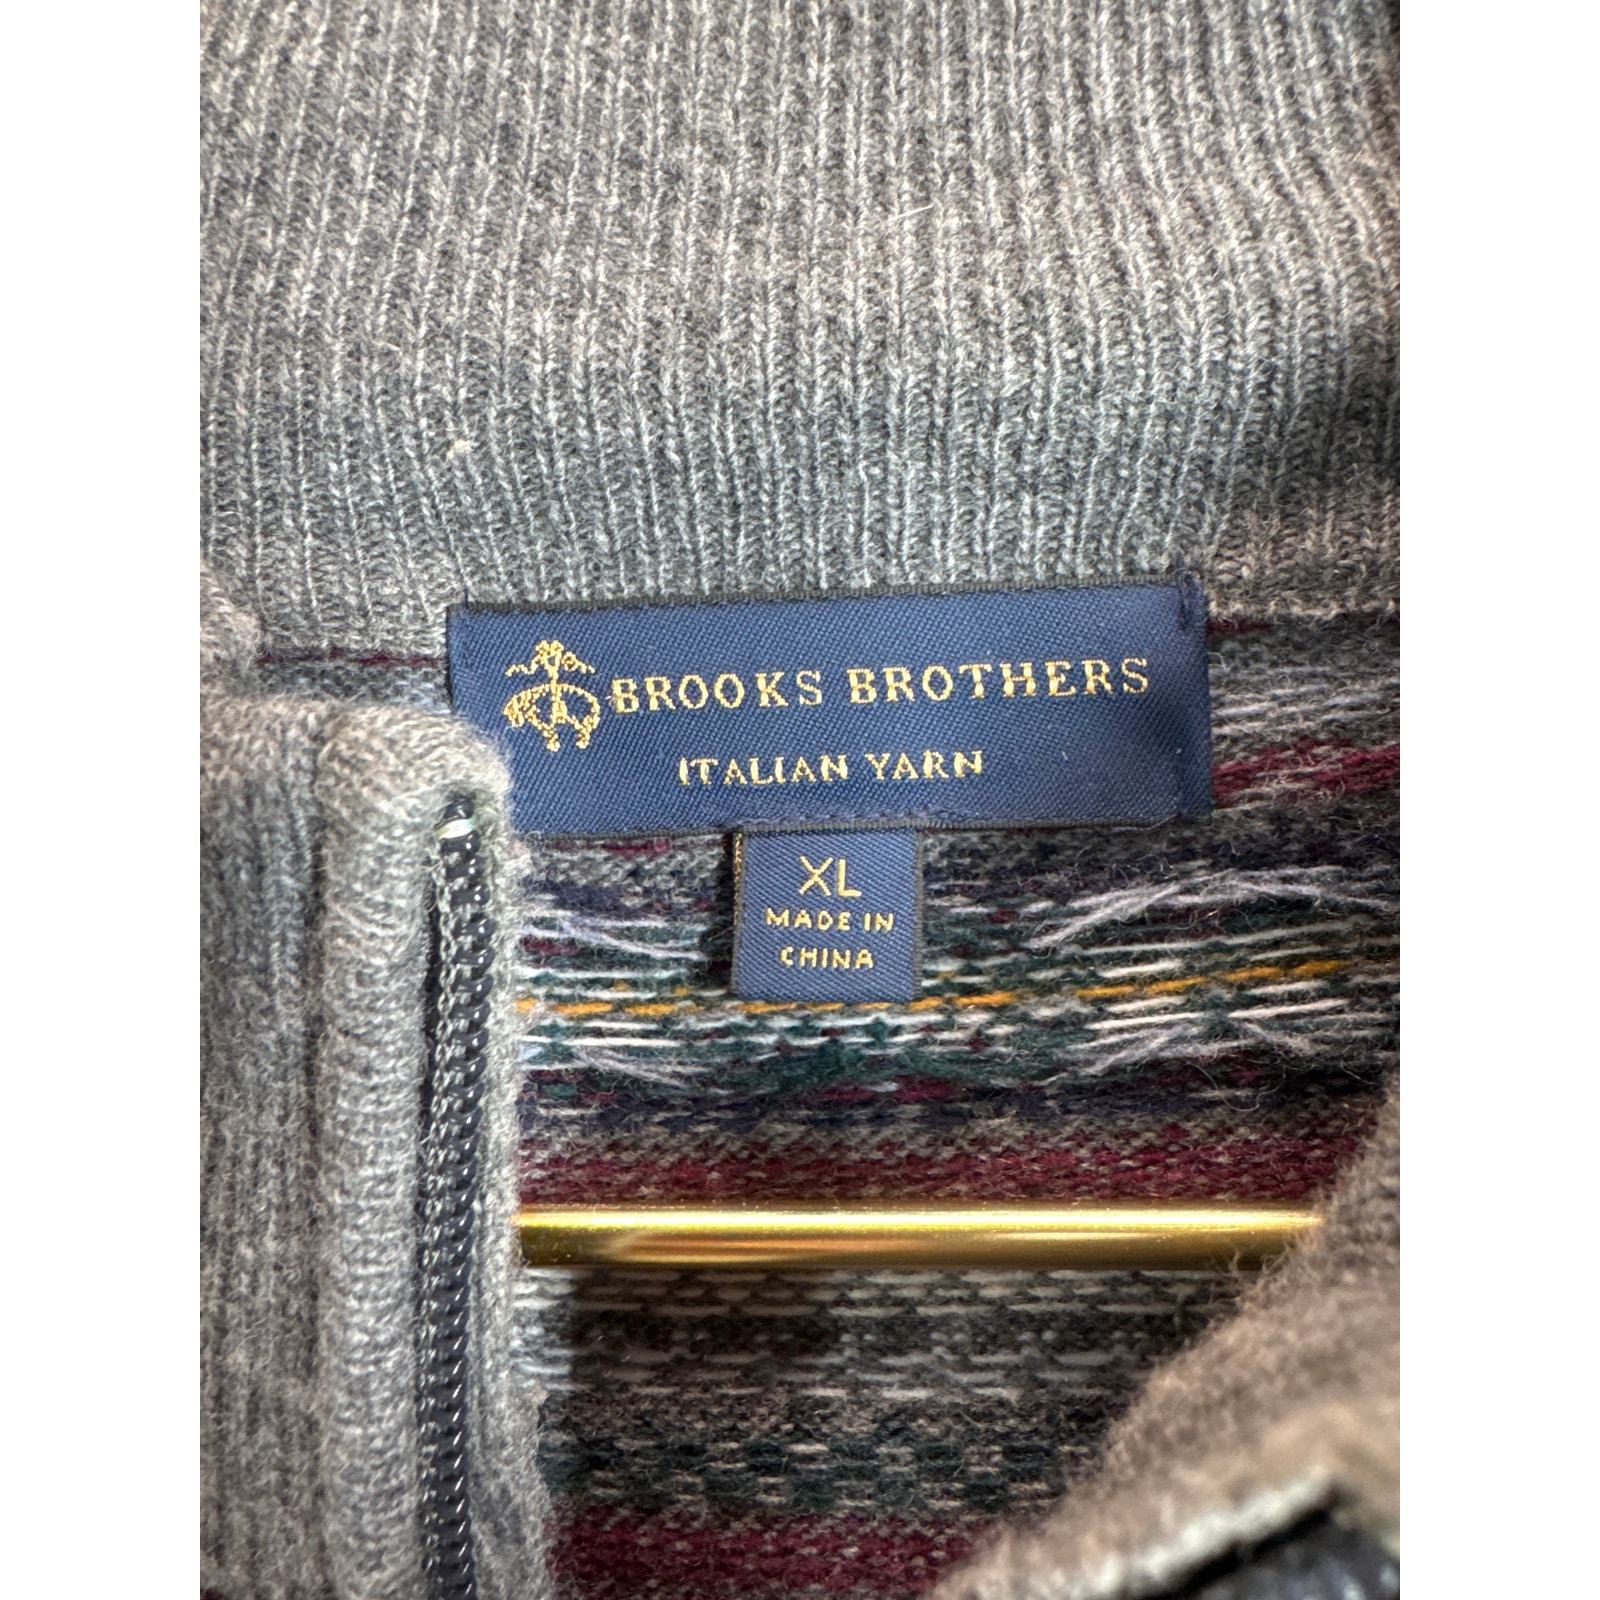 BROOKS BROTHERS
ITALIAN YARN
XL
MADE IN
CHINA